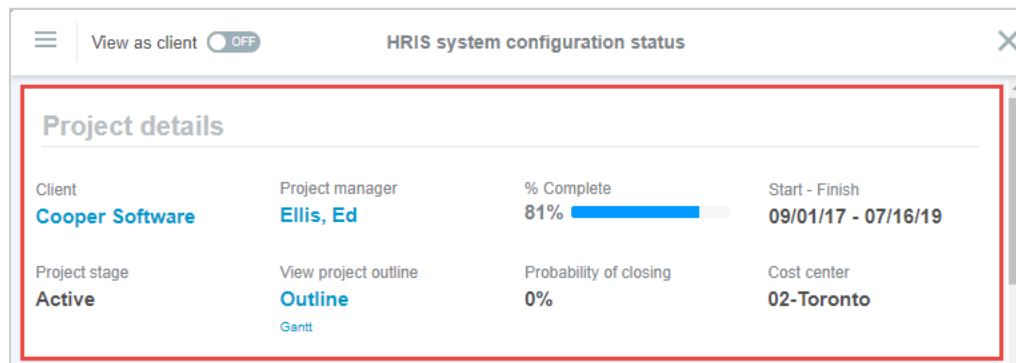 View as client OFF HRIS system configuration status
Project details
Client Project manager % Complete Start - Finish
Cooper Software Ellis, Ed 81% 09/01/17 - 07/16/19
Project stage View project outline Probability of closing Cost center
Active Outline 0% 02-Toronto
Gantt